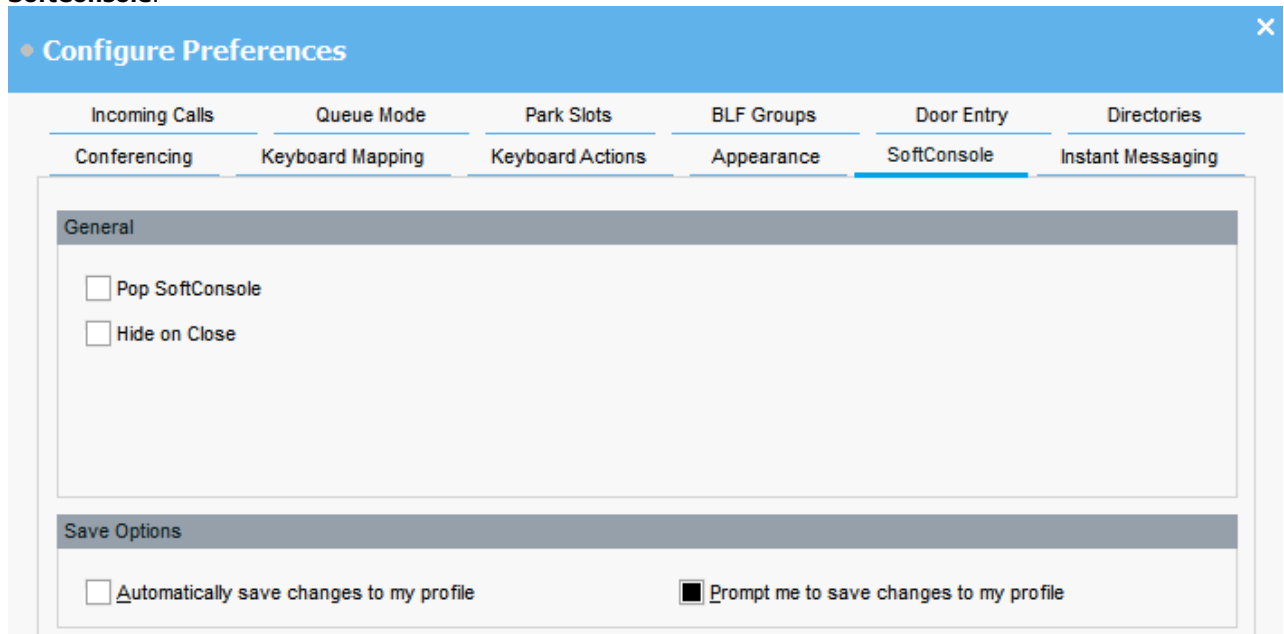 SoftConsole.
Configure Preferences
Incoming Calls Queue Mode Park Slots BLF Groups Door Entry Directories
Conferencing Keyboard Mapping Keyboard Actions Appearance SoftConsole Instant Messaging
General
Pop SoftConsole
Hide on Close
Save Options
Automatically save changes to my profile Prompt me to save changes to my profile